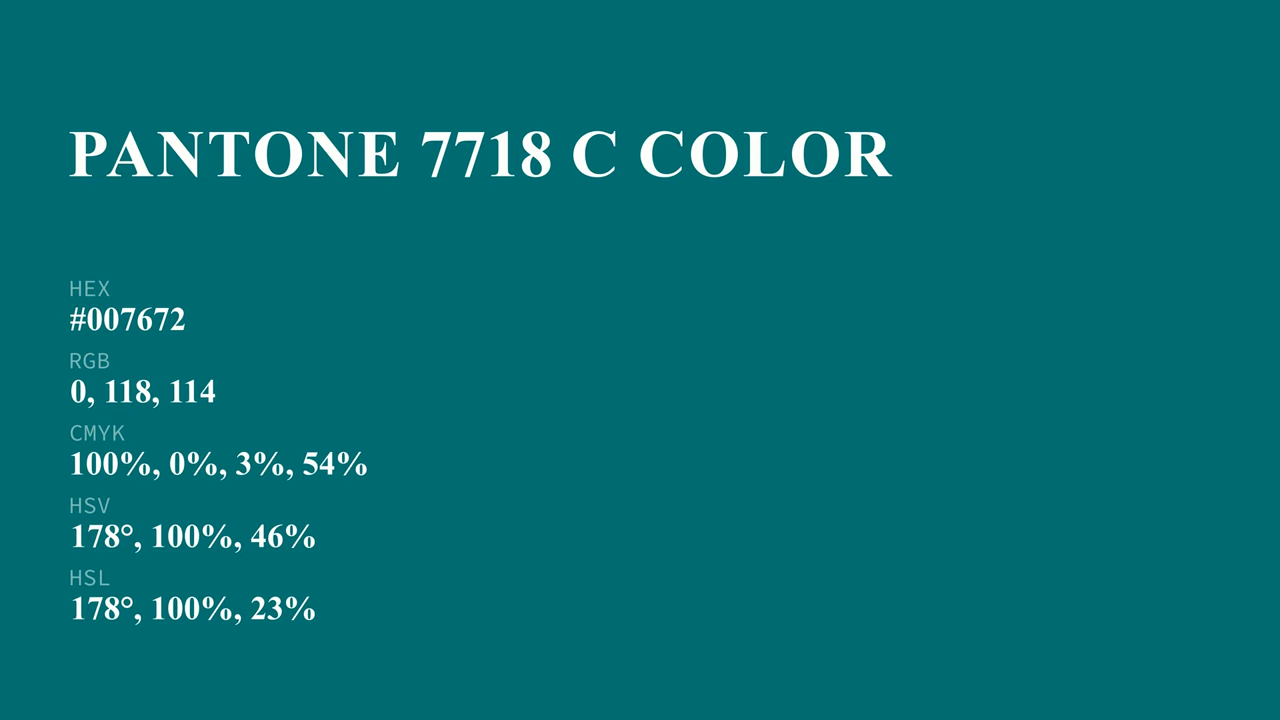 PANTONE 7718 C COLOR
HEX
#007672
RGB
0, 118, 114
CMYK
100%, 0%, 3%, 54%
HSV
178°, 100%, 46%
HSL
178°, 100%, 23%